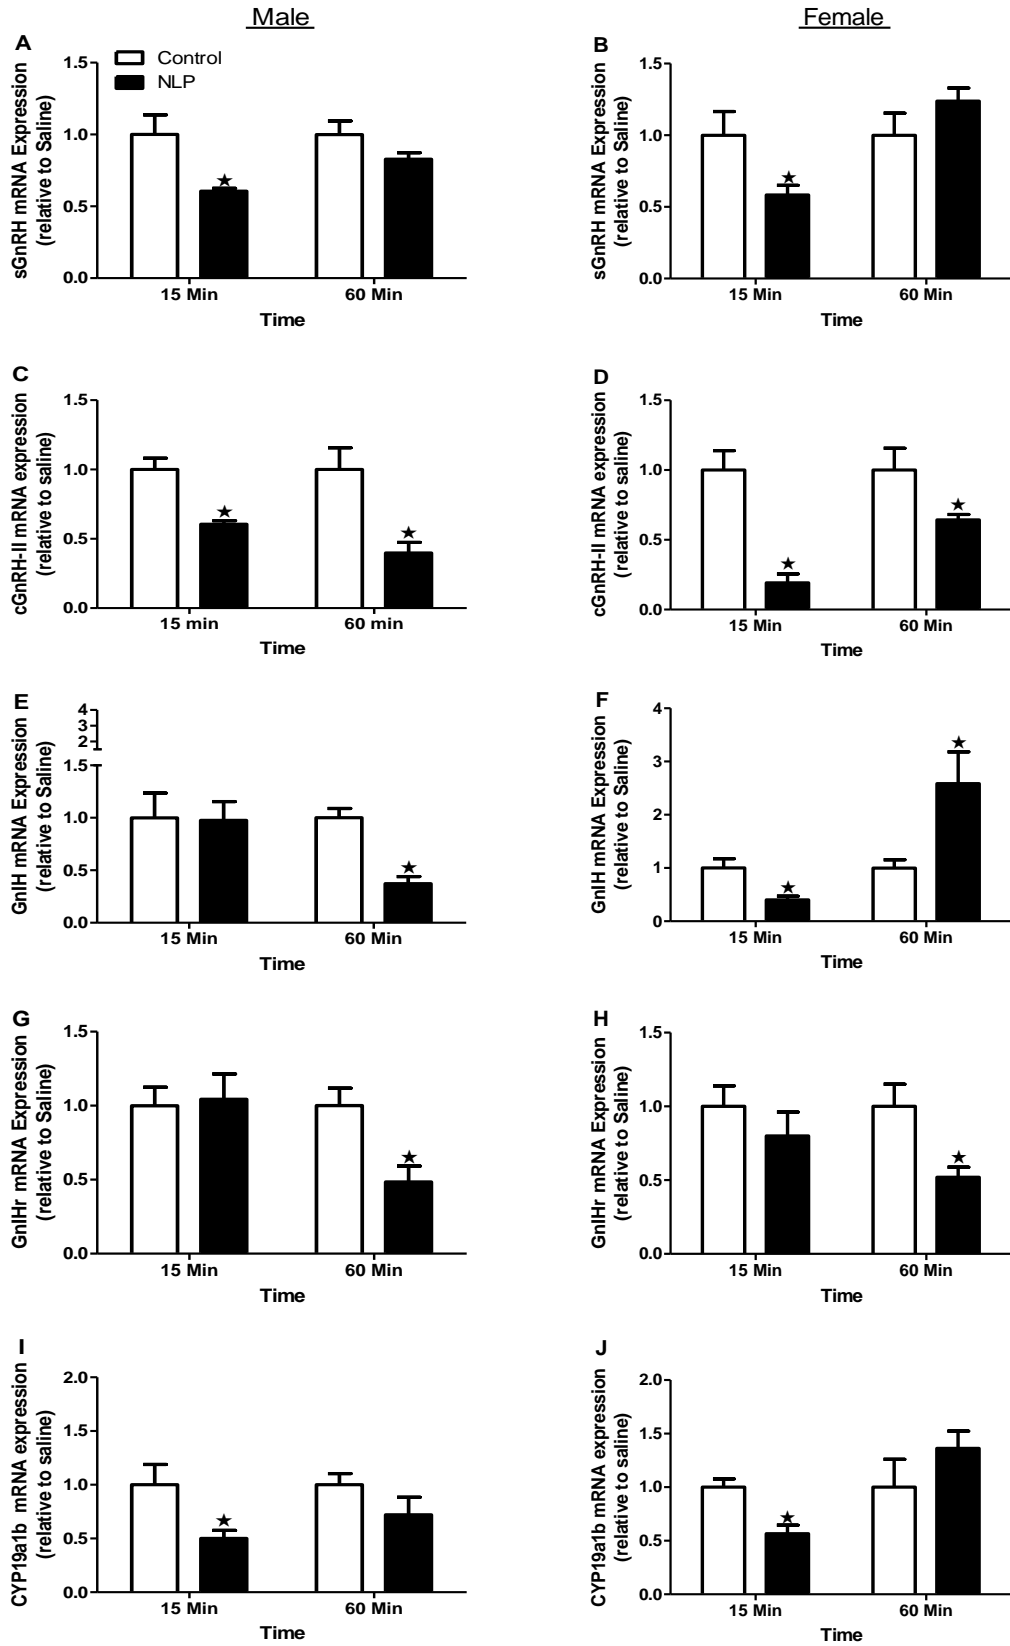 Male
Female
A
Control
NLP
sGnRH mRNA Expression
(relative to Saline)
1.5
1.0
0.5
0.0
15 Min
60 Min
Time
B
sGnRH mRNA Expression
(relative to Saline)
1.5
1.0
0.5
0.0
15 Min
60 Min
Time
C
cGnRH-II mRNA expression
(relative to saline)
1.5
1.0
0.5
0.0
15 min
60 min
Time
D
cGnRH-II mRNA expression
(relative to saline)
1.5
1.0
0.5
0.0
15 Min
60 Min
Time
E
GnIH mRNA Expression
(relative to Saline)
4
3
2
1.5
1.0
0.5
0.0
15 Min
60 Min
Time
F
GnIH mRNA Expression
(relative to Saline)
4
3
2
1
0
15 Min
60 Min
Time
G
GnIHr mRNA Expression
(relative to Saline)
1.5
1.0
0.5
0.0
15 Min
60 Min
Time
H
GnIHr mRNA Expression
(relative to Saline)
1.5
1.0
0.5
0.0
15 Min
60 Min
Time
I
CYP19a1b mRNA expression
(relative to saline)
2.0
1.5
1.0
0.5
0.0
15 Min
60 Min
Time
J
CYP19a1b mRNA expression
(relative to saline)
2.0
1.5
1.0
0.5
0.0
15 Min
60 Min
Time